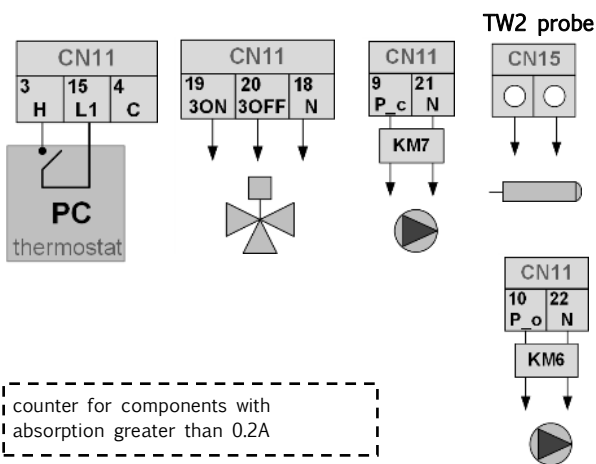 TW2 probe
CN11
3 15 4
H L1 C
PC
thermostat
CN11
19 20 18
3ON 3OFF N
CN11
9 21
P_c N
KM7
CN15
CN11
10 22
P_o N
KM6
counter for components with
absorption greater than 0.2A